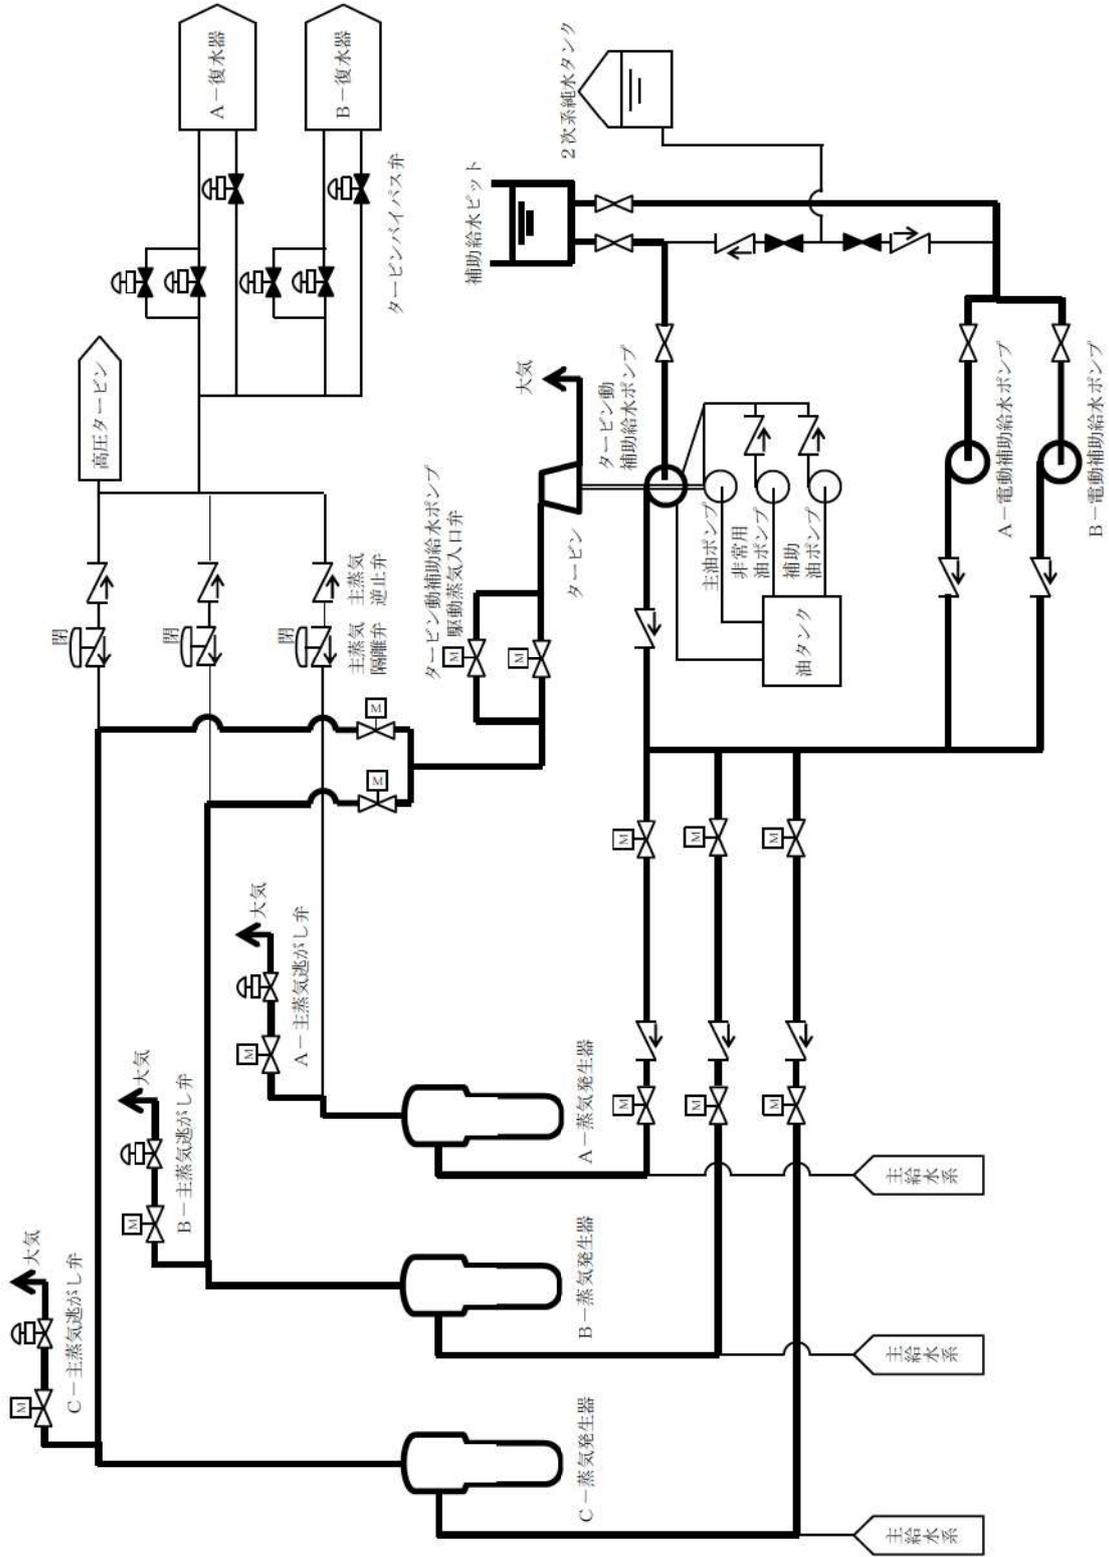 A－復水器
B－復水器
タービンバイパス弁
高圧タービン
閉
閉
閉
主蒸気
隔離弁
主蒸気
逆止弁
2次系純水タンク
補助給水ピット
大気
タービン動
補助給水ポンプ
タービン
タービン動補助給水ポンプ
駆動蒸気入口弁
M
M
M
M
主油ポンプ
非常用
油ポンプ
補助
油ポンプ
油タンク
A－電動補助給水ポンプ
B－電動補助給水ポンプ
大気
A－主蒸気逃がし弁
M
大気
B－主蒸気逃がし弁
M
大気
C－主蒸気逃がし弁
M
M
M
M
M
M
M
A－蒸気発生器
B－蒸気発生器
C－蒸気発生器
主給水系
主給水系
主給水系